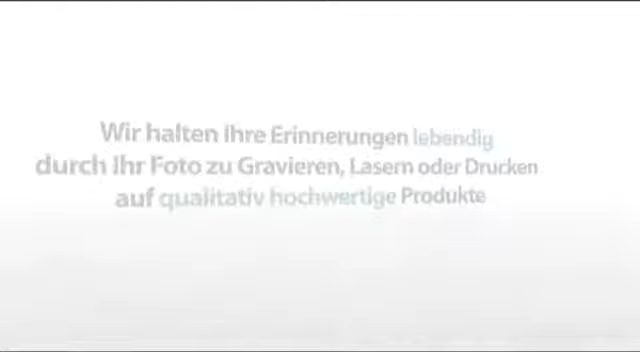 Wir halten Ihre Erinnerungen lebendig
durch Ihr Foto zu Gravieren, Lasern oder Drucken
auf qualitativ hochwertige Produkte